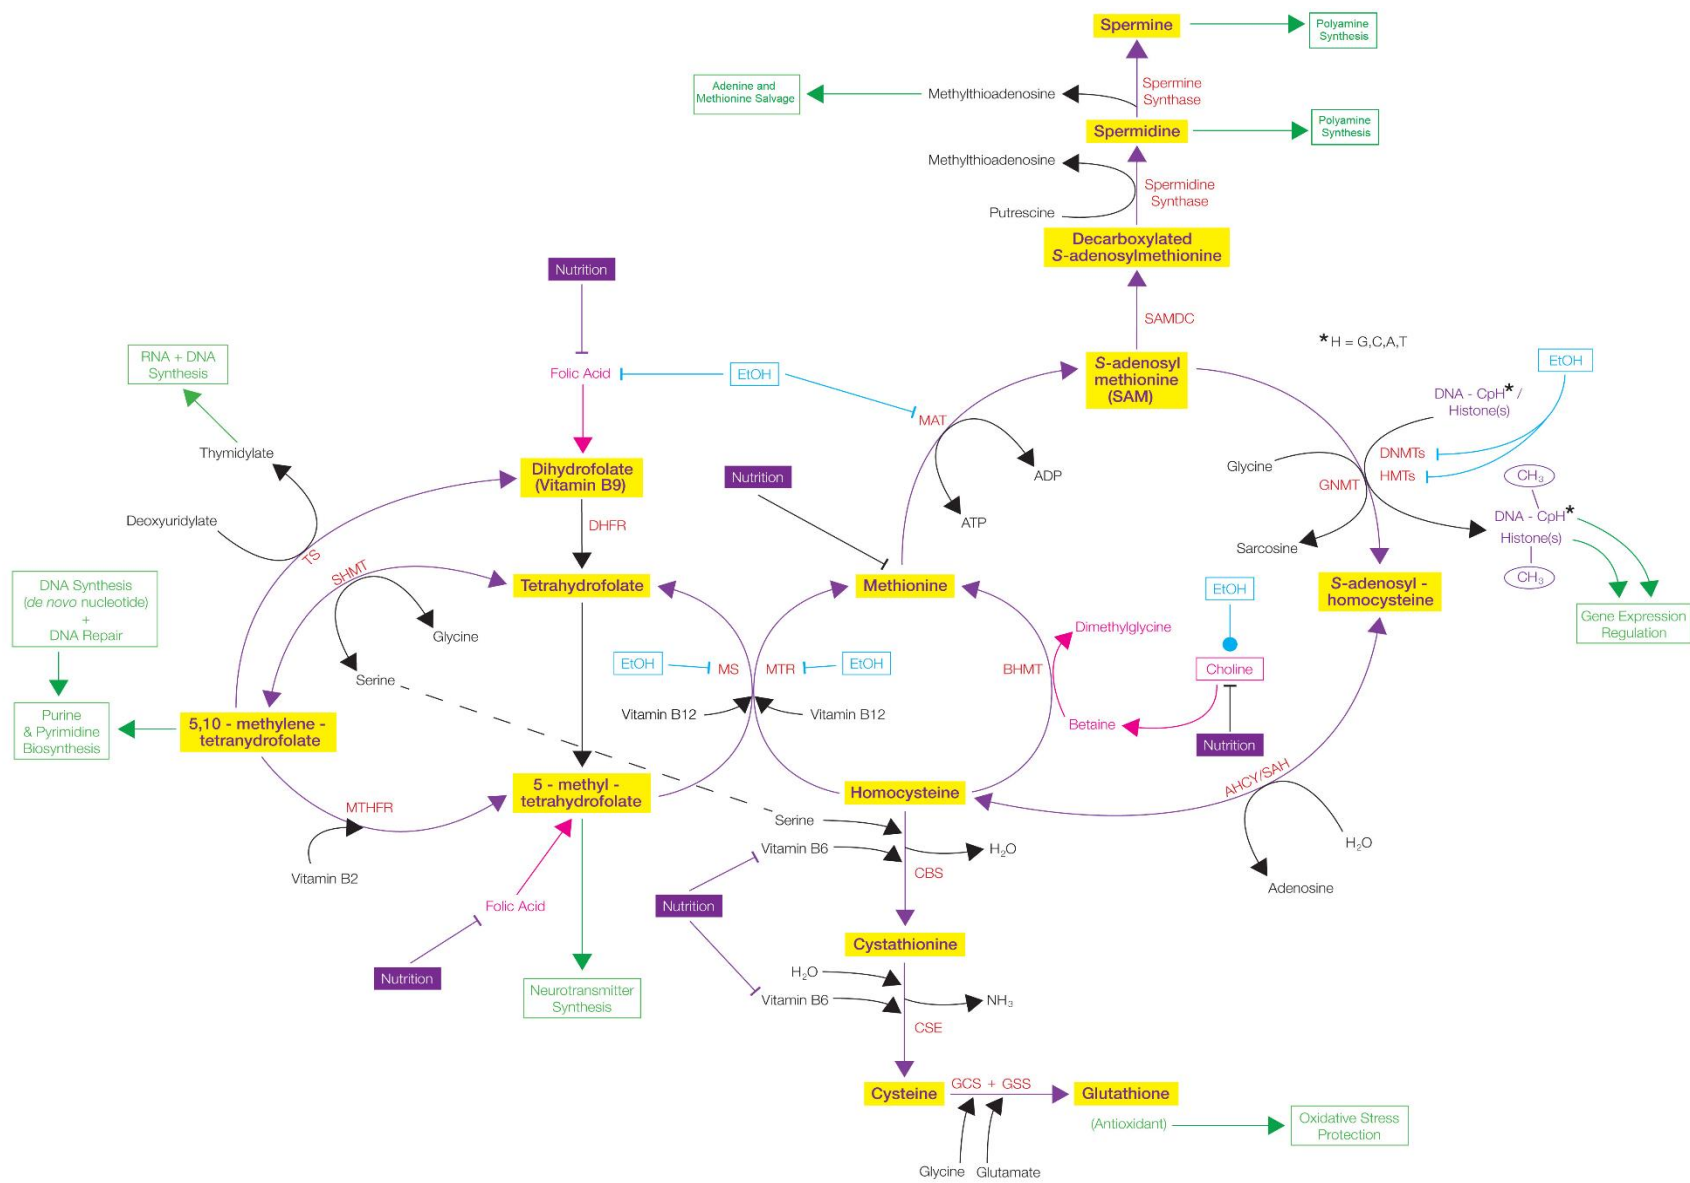 Spermine
Polyamine
Synthesis
Adenine and
Methionine Salvage
Methylthioadenosine
Spermine
Synthase
Spermidine
Polyamine
Synthesis
Methylthioadenosine
Spermidine
Synthase
Putrescine
Decarboxylated
S-adenosylmethionine
Nutrition
SAMDC
*H = G,C,A,T
RNA + DNA
Synthesis
Folic Acid
EtOH
S-adenosyl
methionine
(SAM)
EtOH
DNA - CpH* /
Histone(s)
MAT
Thymidylate
Dihydrofolate
(Vitamin B9)
Nutrition
ADP
Glycine
DNMTs
HMTs
GNMT
CH3
Deoxyuridylate
DHFR
ATP
DNA - CpH*
Histone(s)
Sarcosine
TS
SHMT
CH3
DNA Synthesis
(de novo nucleotide)
+
DNA Repair
Tetrahydrofolate
Methionine
EtOH
S-adenosyl -
homocysteine
Gene Expression
Regulation
Glycine
Dimethylglycine
Serine
EtOH
MS
MTR
EtOH
BHMT
Choline
Vitamin B12
Vitamin B12
Betaine
Nutrition
Purine
& Pyrimidine
Biosynthesis
5,10 - methylene -
tetranydrofolate
AHCY/SAH
5 - methyl -
tetrahydrofolate
Homocysteine
MTHFR
Serine
Vitamin B6
H2O
H2O
Vitamin B2
CBS
Adenosine
Folic Acid
Nutrition
Cystathionine
Nutrition
H2O
Vitamin B6
NH3
Neurotransmitter
Synthesis
CSE
Cysteine
GCS + GSS
Glutathione
(Antioxidant)
Oxidative Stress
Protection
Glycine
Glutamate